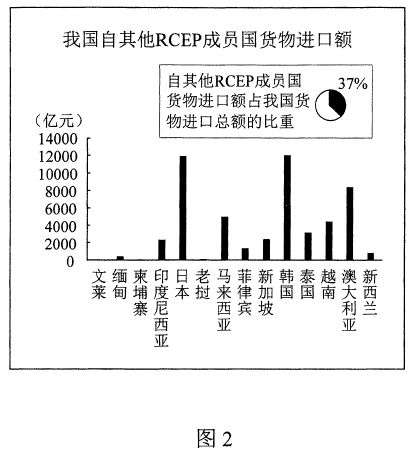 我国自其他RCEP成员国货物进口额
自其他RCEP成员国
货物进口额占我国货
物进口总额的比重
37%
（亿元）
14000
12000
10000
8000
6000
4000
2000
0
文莱
缅甸
柬埔寨
印度尼西亚
日本
老挝
马来西亚
菲律宾
新加坡
韩国
泰国
越南
澳大利亚
新西兰
图2